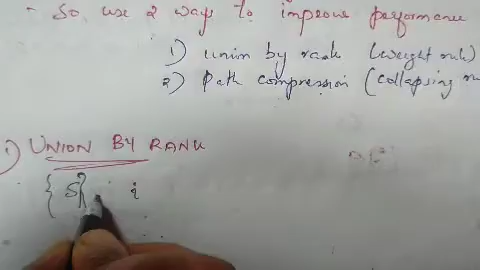 - So, use 2 ways to improve performance
1) union by rank (weight rule)
2) Path compression (collapsing
1) UNION BY RANK
{ S} i